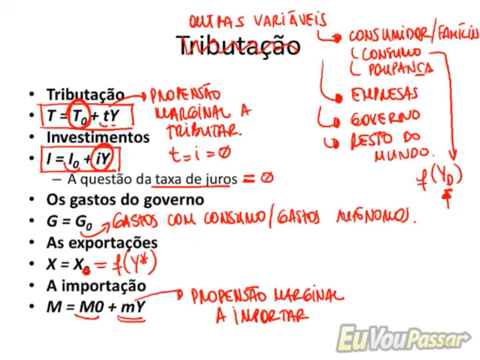 OUTRAS VARIÁVEIS
Tributação
CONSUMIDOR/FAMÍLIAS
CONSUMO
POUPANÇA
EMPRESAS
GOVERNO
RESTO DO
MUNDO.
f(YD)
• Tributação
PROPENSÃO
MARGINAL A
TRIBUTAR.
t=i=Ø
• T = T0 + tY
• Investimentos
• I = I0 + iY
– A questão da taxa de juros = Ø
• Os gastos do governo
• G = G0 GASTOS COM CONSUMO/GASTOS AUTÔNOMOS.
• As exportações
• X = X0 = f(Y*)
• A importação
• M = M0 + mY
PROPENSÃO MARGINAL
A IMPORTAR
EuVouPassar